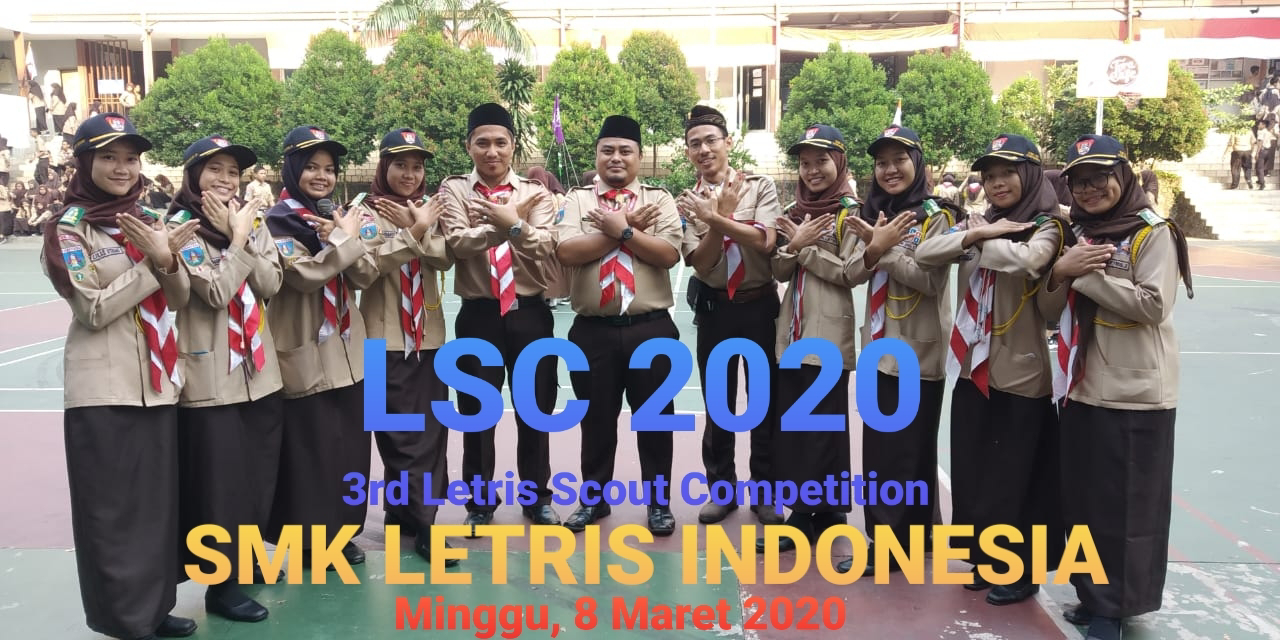 LSC 2020
3rd Letris Scout Competition
SMK LETRIS INDONESIA
Minggu, 8 Maret 2020